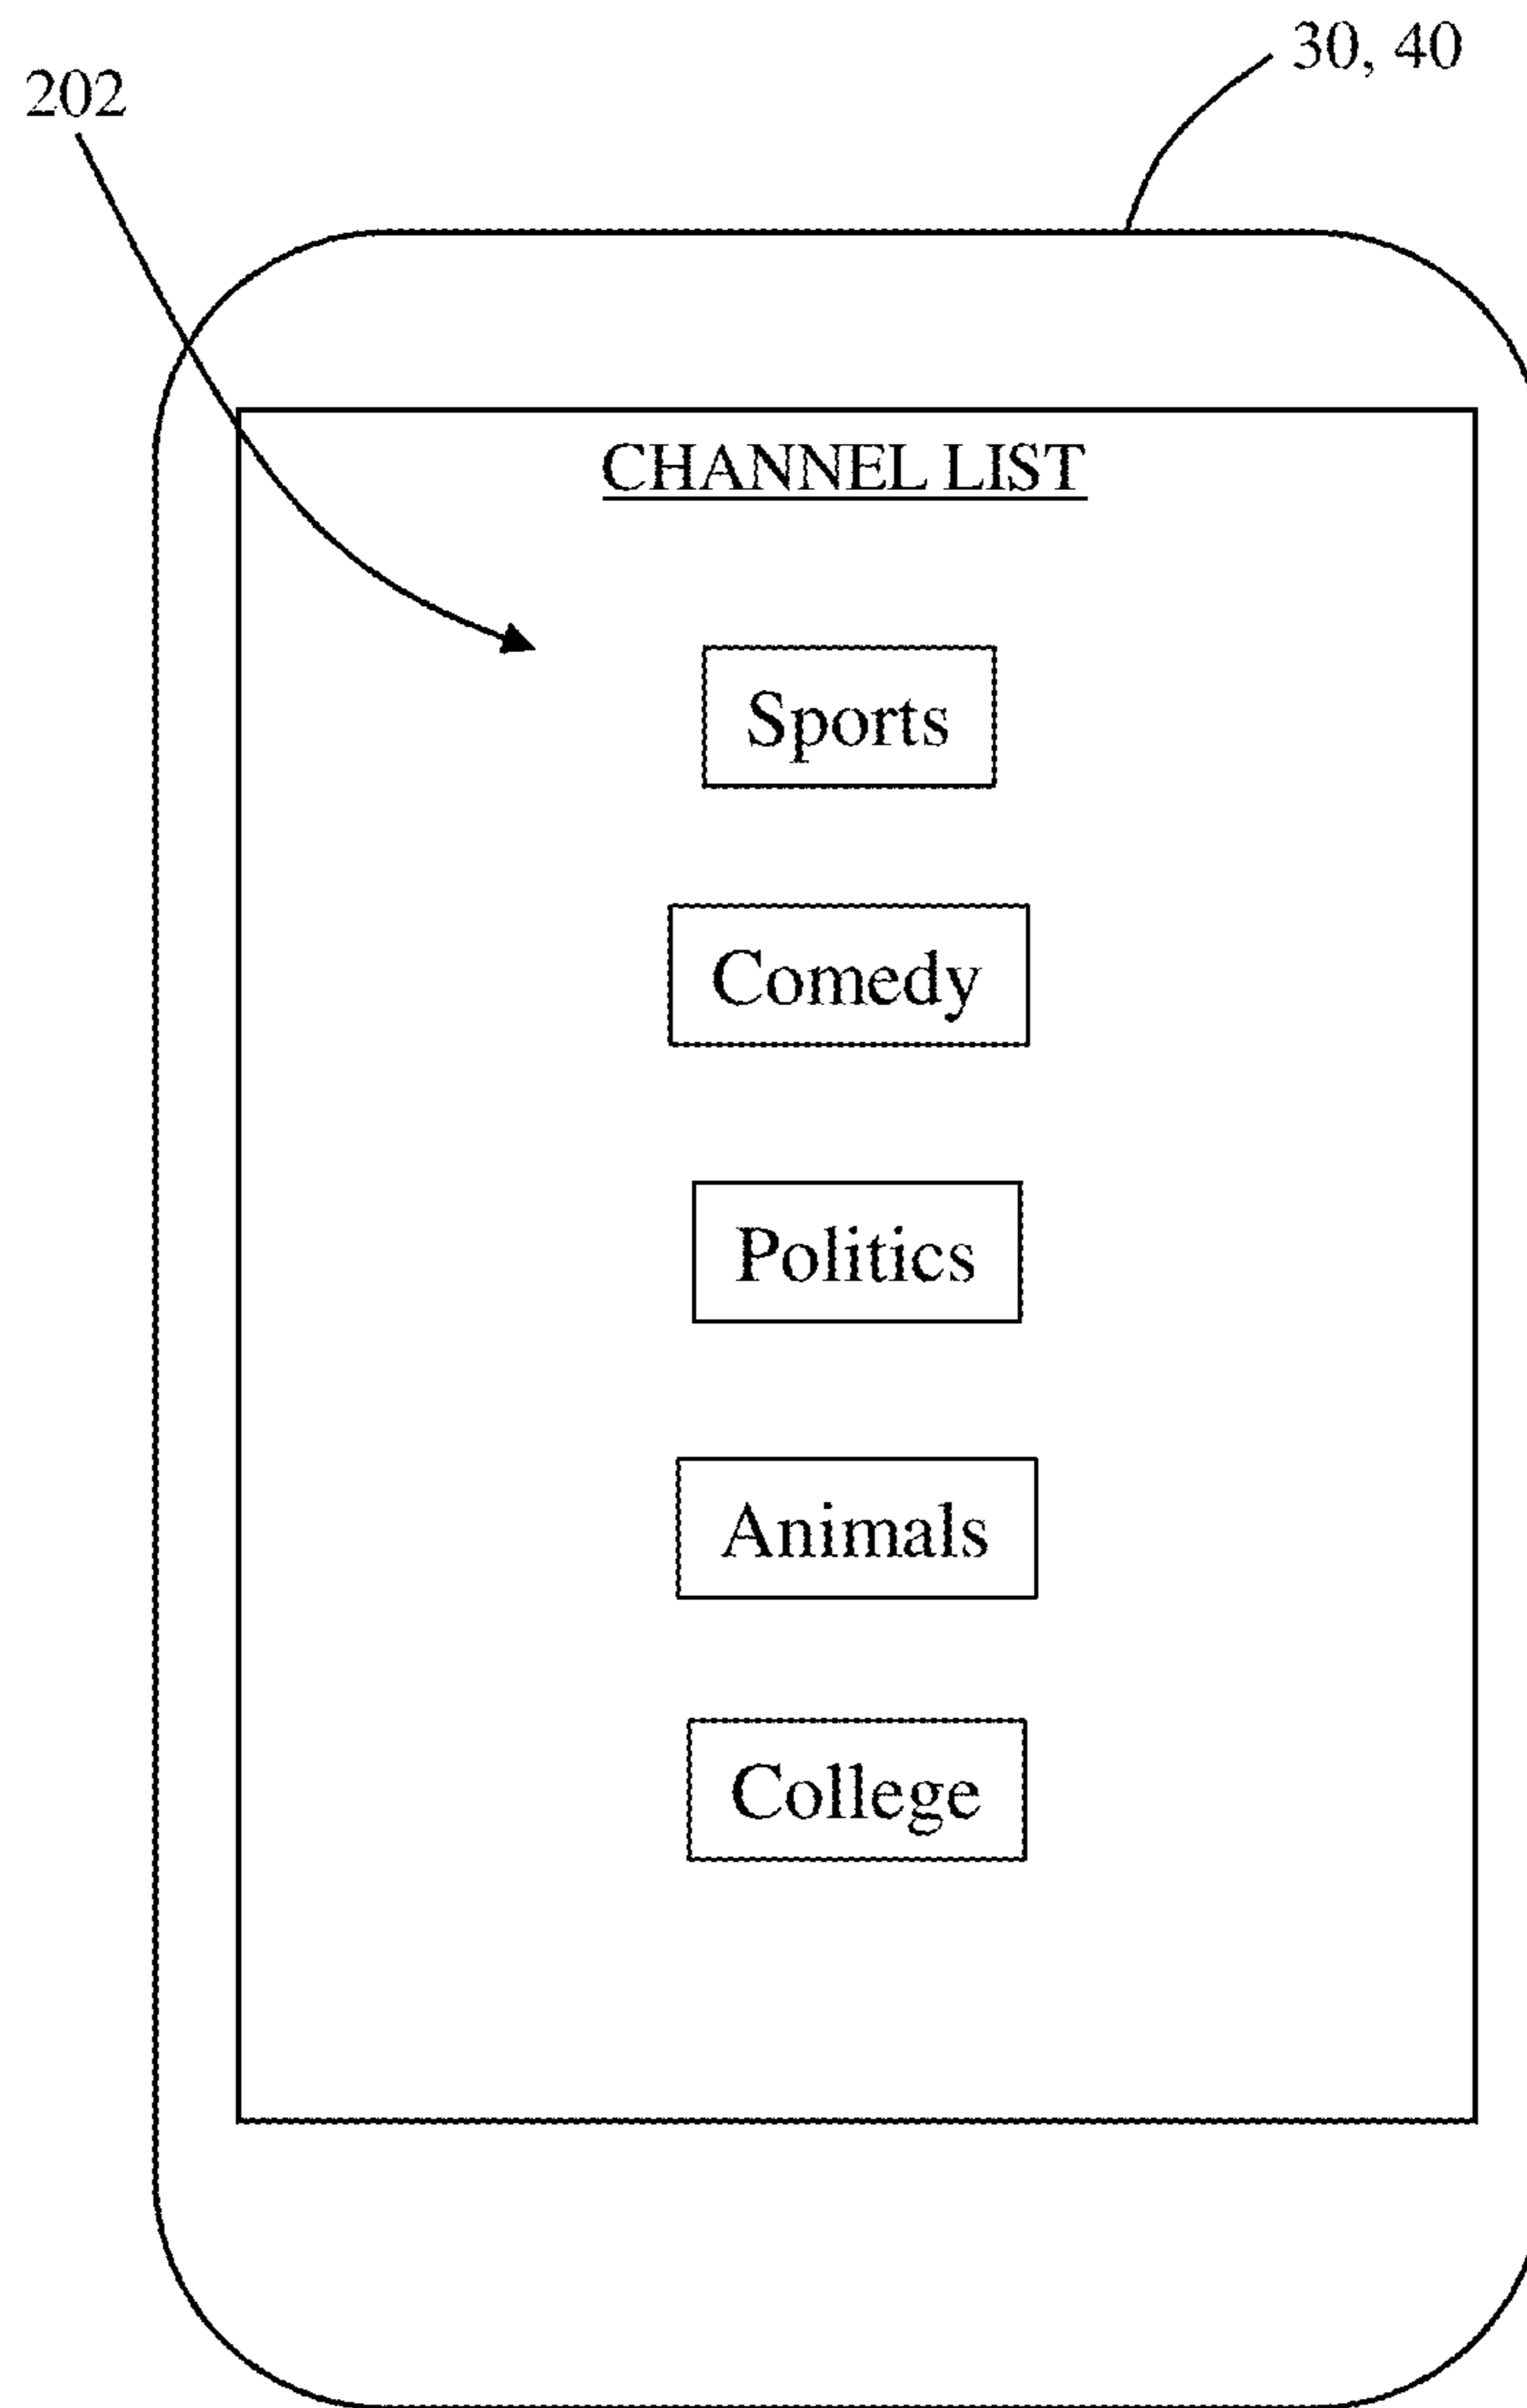 30, 40
202
CHANNEL LIST
Sports
Comedy
Politics
Animals
College